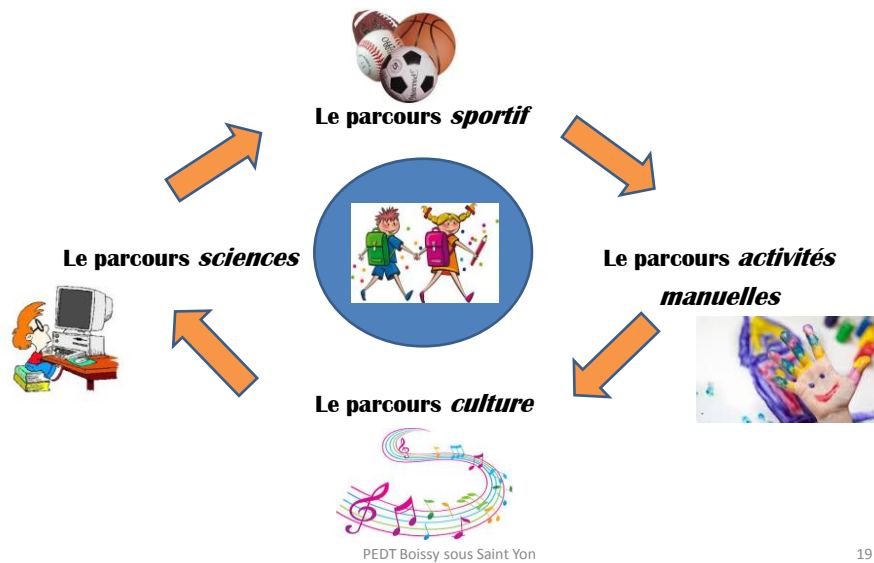 Le parcours sportif
Le parcours sciences
Le parcours activités
manuelles
Le parcours culture
PEDT Boissy sous Saint Yon
19